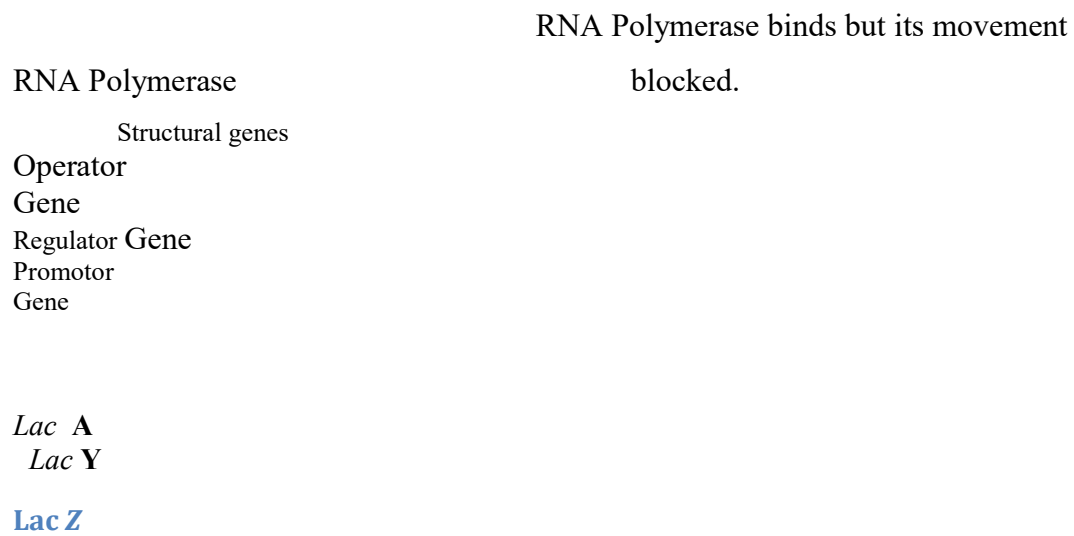 RNA Polymerase binds but its movement
RNA Polymerase blocked.
Structural genes
Operator
Gene
Regulator Gene
Promotor
Gene
Lac A
Lac Y
Lac Z